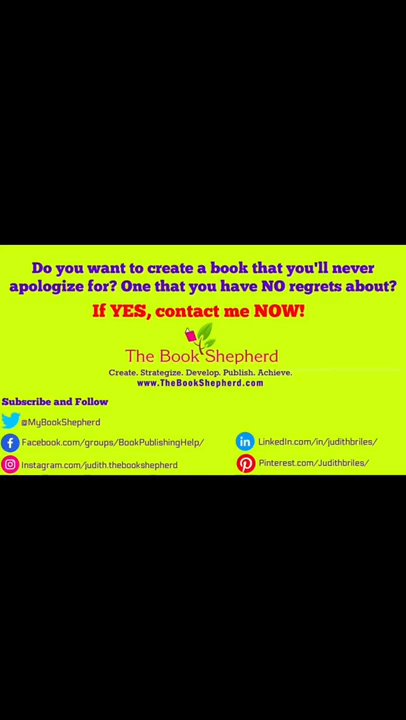 Do you want to create a book that you'll never
apologize for? One that you have NO regrets about?
If YES, contact me NOW!
The Book Shepherd
Create. Strategize. Develop. Publish. Achieve.
www.TheBookShepherd.com
Subscribe and Follow
@MyBookShepherd
Facebook.com/groups/BookPublishingHelp/
LinkedIn.com/in/judithbriles/
Instagram.com/judith.thebookshepherd
Pinterest.com/Judithbriles/